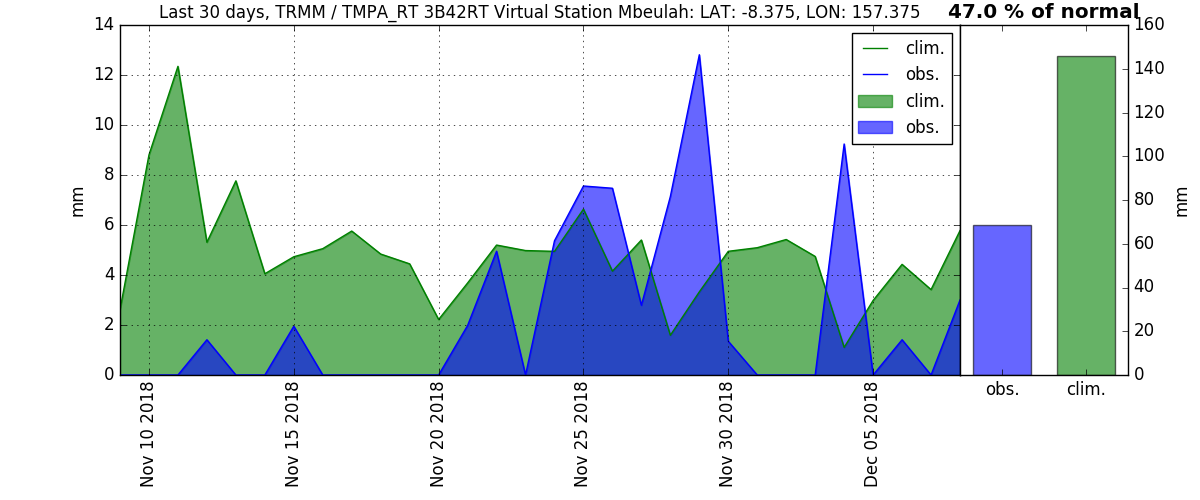 Last 30 days, TRMM / TMPA_RT 3B42RT Virtual Station Mbeulah: LAT: -8.375, LON: 157.375
47.0 % of normal
mm
14
12
10
8
6
4
2
0
Nov 10 2018
Nov 15 2018
Nov 20 2018
Nov 25 2018
Nov 30 2018
Dec 05 2018
clim.
obs.
clim.
obs.
160
140
120
100
80
60
40
20
0
mm
obs.
clim.